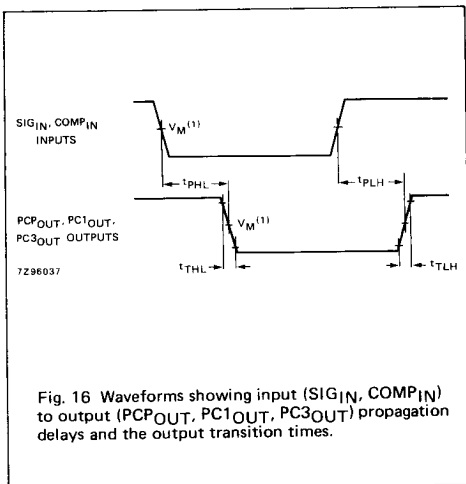 SIGIN, COMPIN
INPUTS
VM(1)
tPHL
tPLH
PCPOUT, PC1OUT,
PC3OUT OUTPUTS
VM(1)
7Z96037
tTHL
tTLH
Fig. 16 Waveforms showing input (SIGIN, COMPIN)
to output (PCPOUT, PC1OUT, PC3OUT) propagation
delays and the output transition times.